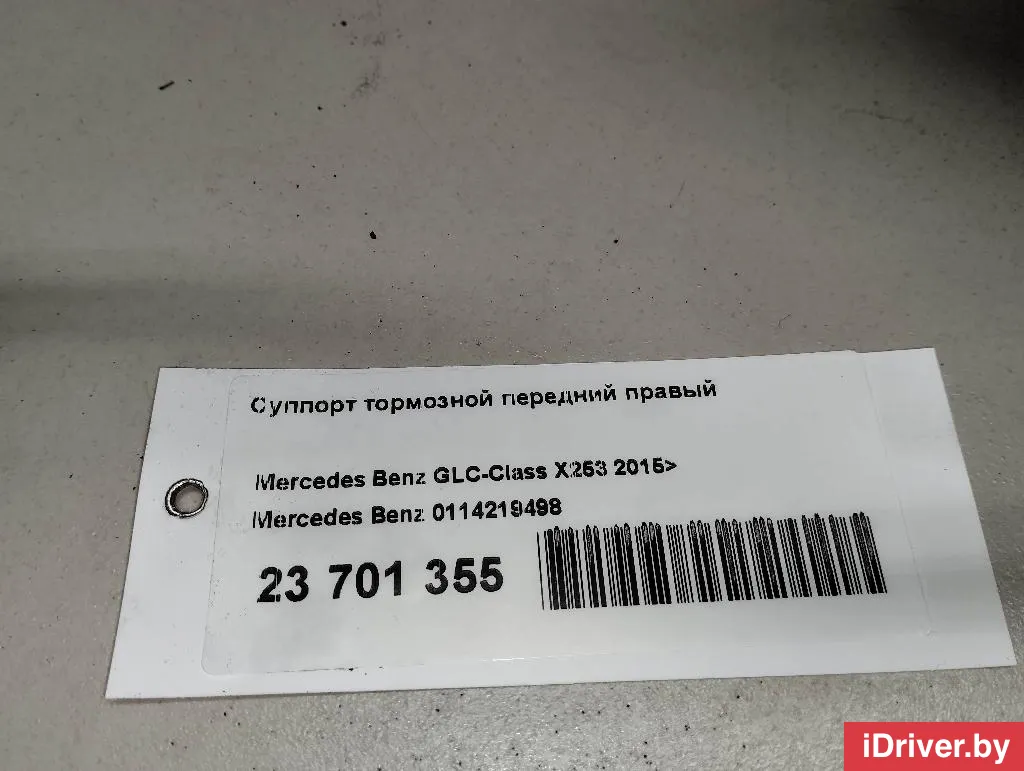 Суппорт тормозной передний правый
Mercedes Benz GLC-Class X253 2015>
Mercedes Benz 0114219498
23 701 355
iDriver.by